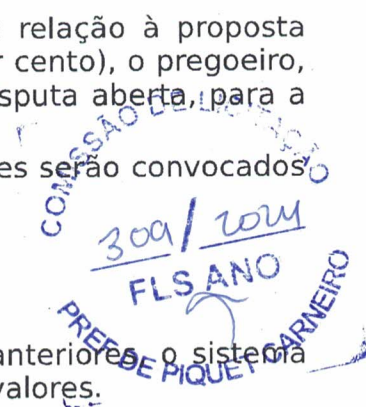 relação à proposta
cento), o pregoeiro,
sputa aberta, para a
es serão convocados
COMISSÃO DE LICITAÇÃO
309/2024
FLS ANO
PREF. DE PIQUET CARNEIRO
anteriores, o sistema
valores.